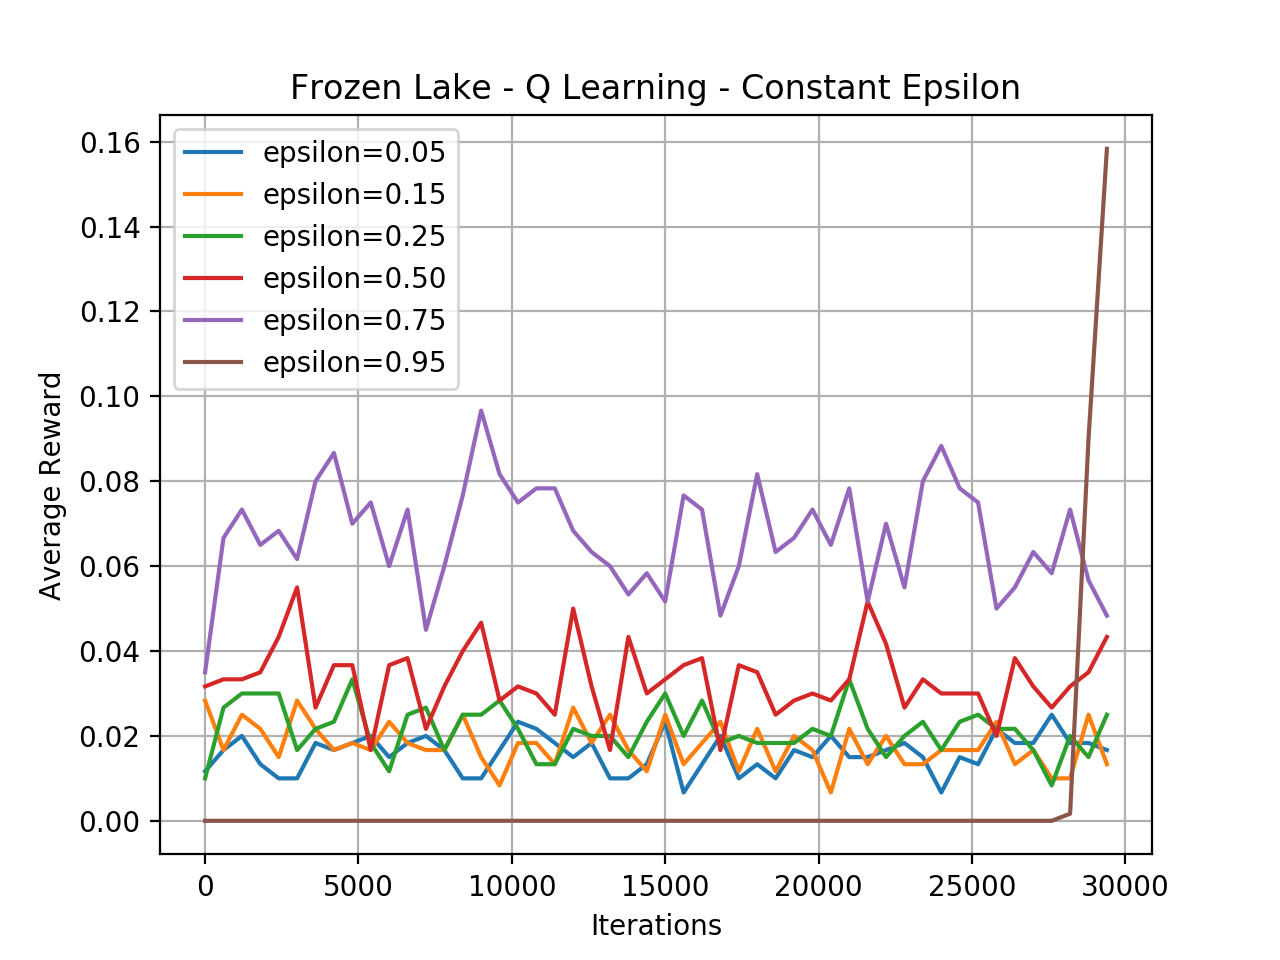 Frozen Lake - Q Learning - Constant Epsilon
0.16
0.14
0.12
0.10
0.08
0.06
0.04
0.02
0.00
epsilon=0.05
epsilon=0.15
epsilon=0.25
epsilon=0.50
epsilon=0.75
epsilon=0.95
Average Reward
0 5000 10000 15000 20000 25000 30000
Iterations